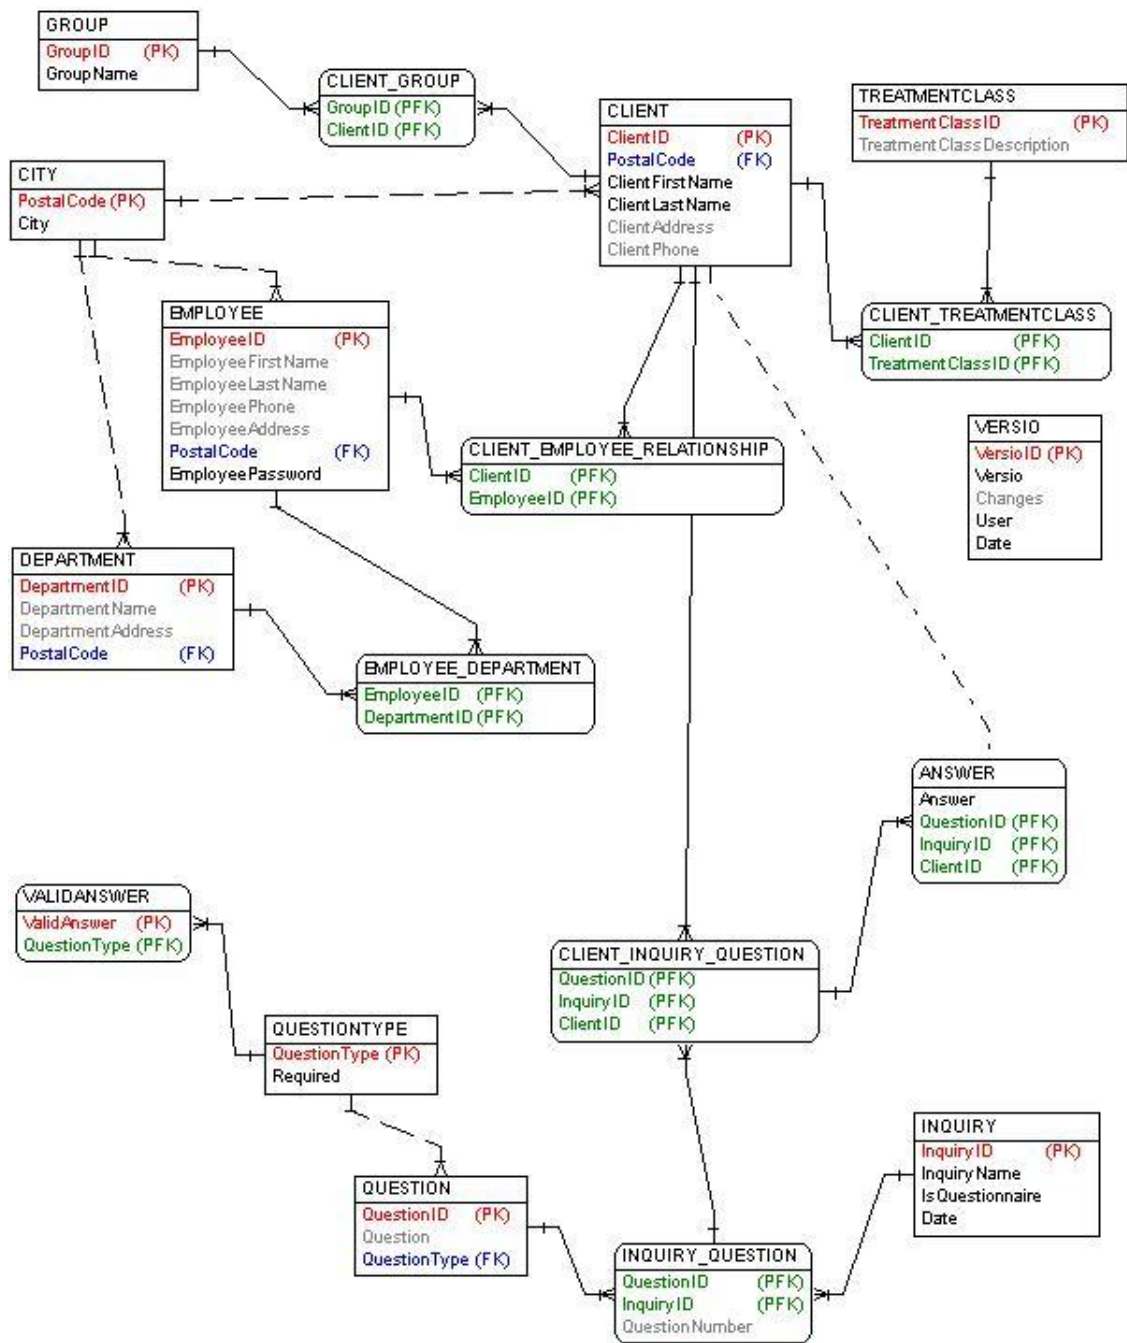 GROUP
GroupID (PK)
GroupName
CLIENT_GROUP
GroupID (PFK)
ClientID (PFK)
CLIENT
ClientID (PK)
PostalCode (FK)
ClientFirstName
ClientLastName
ClientAddress
ClientPhone
TREATMENTCLASS
TreatmentClassID (PK)
TreatmentClassDescription
CITY
PostalCode (PK)
City
EMPLOYEE
EmployeeID (PK)
EmployeeFirstName
EmployeeLastName
EmployeePhone
EmployeeAddress
PostalCode (FK)
EmployeePassword
CLIENT_TREATMENTCLASS
ClientID (PFK)
TreatmentClassID (PFK)
CLIENT_EMPLOYEE_RELATIONSHIP
ClientID (PFK)
EmployeeID (PFK)
VERSIO
VersioID (PK)
Versio
Changes
User
Date
DEPARTMENT
DepartmentID (PK)
DepartmentName
DepartmentAddress
PostalCode (FK)
EMPLOYEE_DEPARTMENT
EmployeeID (PFK)
DepartmentID (PFK)
ANSWER
Answer
QuestionID (PFK)
InquiryID (PFK)
ClientID (PFK)
VALIDANSWER
ValidAnswer (PK)
QuestionType (PFK)
CLIENT_INQUIRY_QUESTION
QuestionID (PFK)
InquiryID (PFK)
ClientID (PFK)
QUESTIONTYPE
QuestionType (PK)
Required
QUESTION
QuestionID (PK)
Question
QuestionType (FK)
INQUIRY
InquiryID (PK)
InquiryName
IsQuestionnaire
Date
INQUIRY_QUESTION
QuestionID (PFK)
InquiryID (PFK)
QuestionNumber